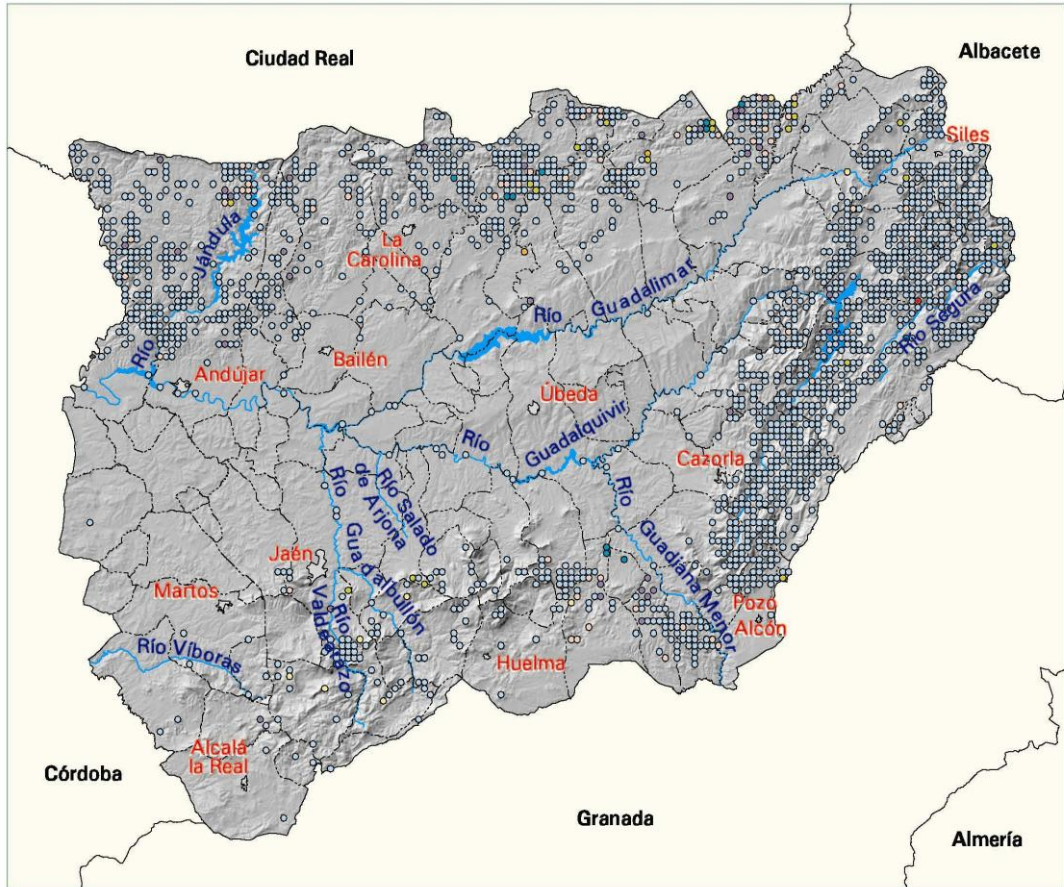 Ciudad Real
Albacete
Siles
Río
Jándula
La
Carolina
Río
Guadalimar
Río Segura
Bailén
Andújar
Úbeda
Río
Guadalquivir
Cazorla
Río
Guadalbullón
Río Salado
de Arjona
Río
Guadiana Menor
Jaén
Martos
Río
Valdearazo
Pozo
Alcón
Río Víboras
Huelma
Alcalá
la Real
Córdoba
Granada
Almería